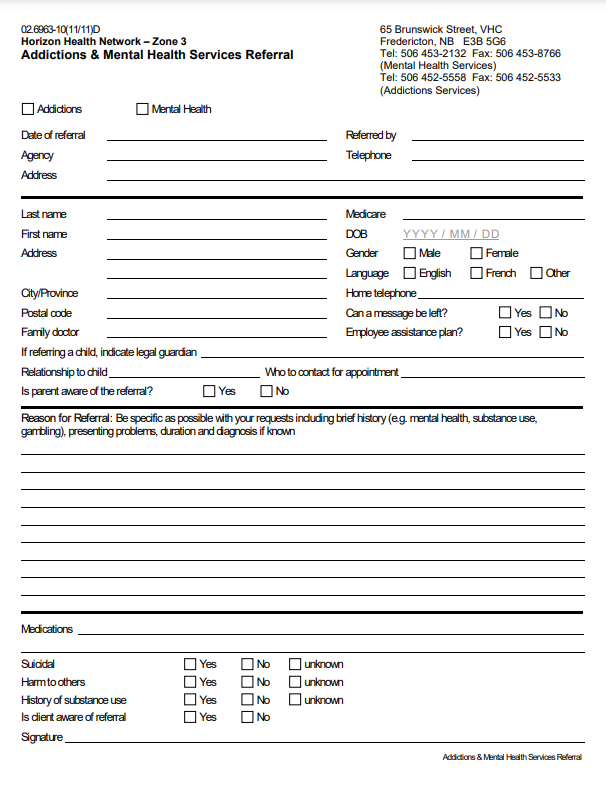 02.6963-10(11/11)D
Horizon Health Network – Zone 3
Addictions & Mental Health Services Referral
65 Brunswick Street, VHC
Fredericton, NB E3B 5G6
Tel: 506 453-2132 Fax: 506 453-8766
(Mental Health Services)
Tel: 506 452-5558 Fax: 506 452-5533
(Addictions Services)
Addictions Mental Health
Date of referral Referred by
Agency Telephone
Address
Last name Medicare
First name DOB YYYY / MM / DD
Address Gender Male Female
Language English French Other
City/Province Home telephone
Postal code Can a message be left? Yes No
Family doctor Employee assistance plan? Yes No
If referring a child, indicate legal guardian
Relationship to child Who to contact for appointment
Is parent aware of the referral? Yes No
Reason for Referral: Be specific as possible with your requests including brief history (e.g. mental health, substance use,
gambling), presenting problems, duration and diagnosis if known
Medications
Suicidal Yes No unknown
Harm to others Yes No unknown
History of substance use Yes No unknown
Is client aware of referral Yes No
Signature
Addictions & Mental Health Services Referral